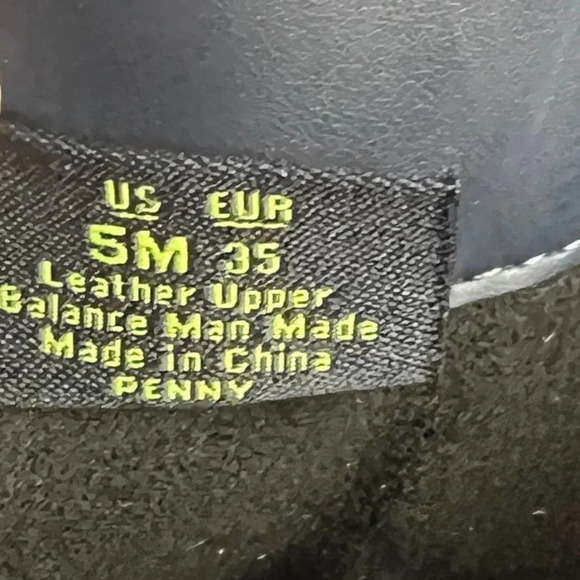 US EUR
5M 35
Leather Upper
Balance Man Made
Made in China
PENNY